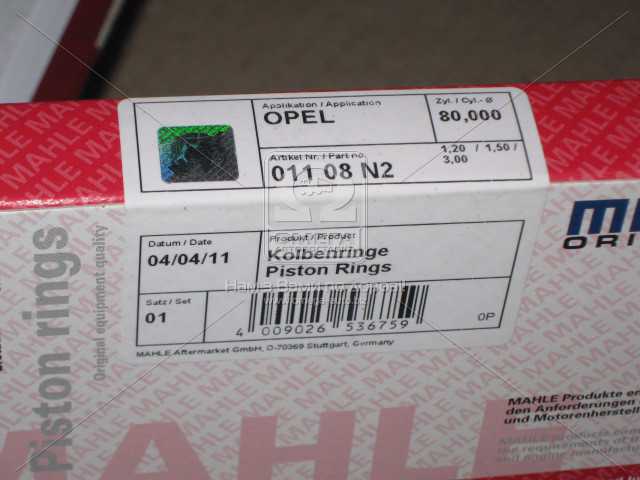 Applikation / Application
OPEL
Zyl. / Cyl.- Ø
80,000
Artikel Nr. / Part no.
011 08 N2
1,20 / 1,50 /
3,00
Datum / Date
04/04/11
Produkt / Product
Kolbenringe
Piston Rings
Satz / Set
01
4 009026 536759
0P
MAHLE Aftermarket GmbH, D-70369 Stuttgart, Germany
Piston rings
Original equipment quality
ORI
MAHLE Produkte
den Anforderungen
und Motorenherstell
MAHLE products
MAHLE